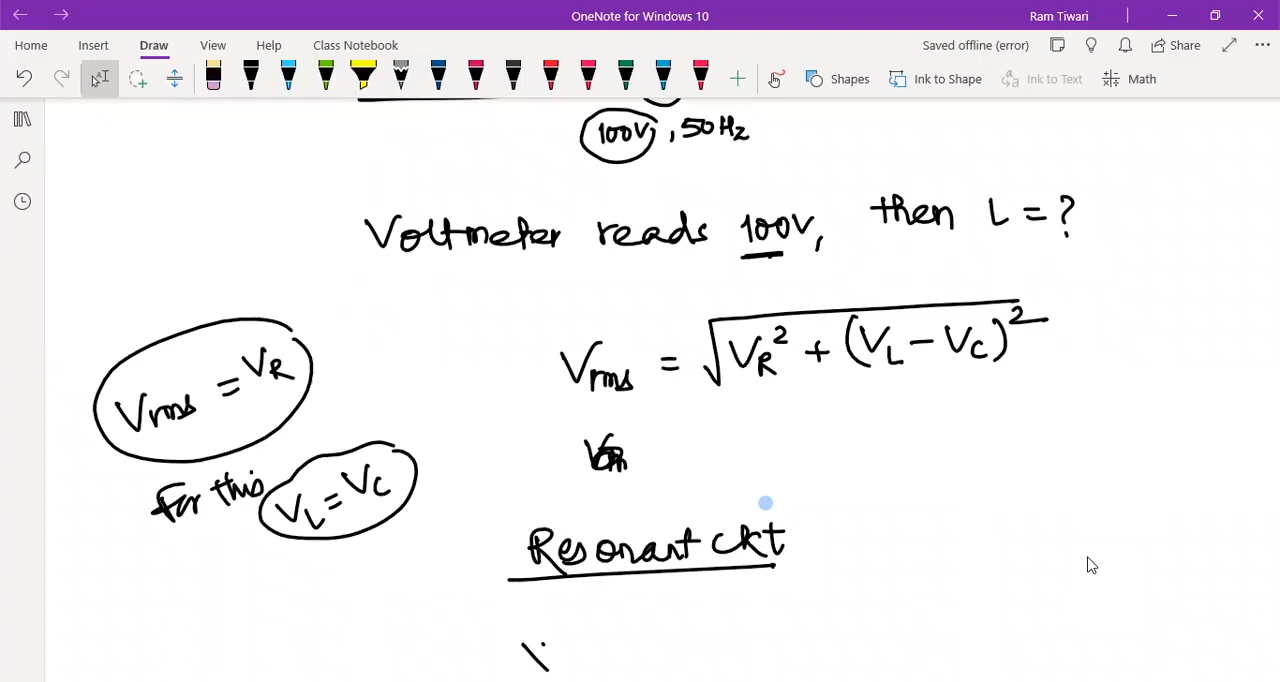 OneNote for Windows 10
Ram Tiwari
Home Insert Draw View Help Class Notebook
Saved offline (error) Share
Shapes Ink to Shape Ink to Text Math
100V, 50Hz
Voltmeter reads 100V, then L = ?
Vrms = √VR² + (VL - VC)²
Vrms = VR
For this VL = VC
Resonant ckt